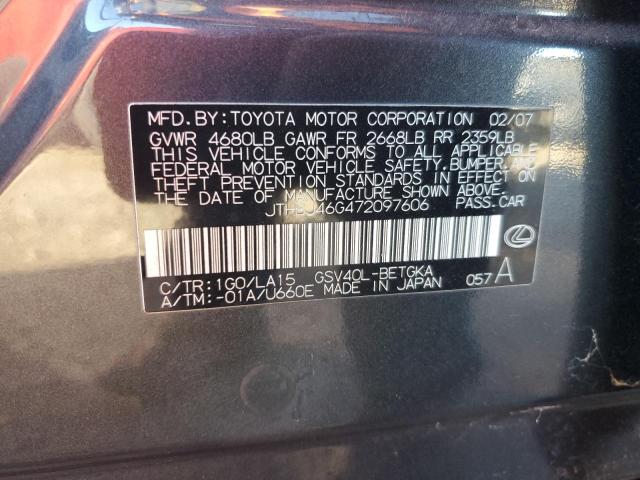 MFD. BY: TOYOTA MOTOR CORPORATION 02/07
GVWR 4680LB GAWR FR 2668LB RR 2359LB
THIS VEHICLE CONFORMS TO ALL APPLICABLE
FEDERAL MOTOR VEHICLE SAFETY, BUMPER, AND
THEFT PREVENTION STANDARDS IN EFFECT ON
THE DATE OF MANUFACTURE SHOWN ABOVE.
JTHBJ46G472097606 PASS.CAR
C/TR: 1G0/LA15 GSV40L-BETGKA
A/TM: -01A/U660E MADE IN JAPAN 057 A